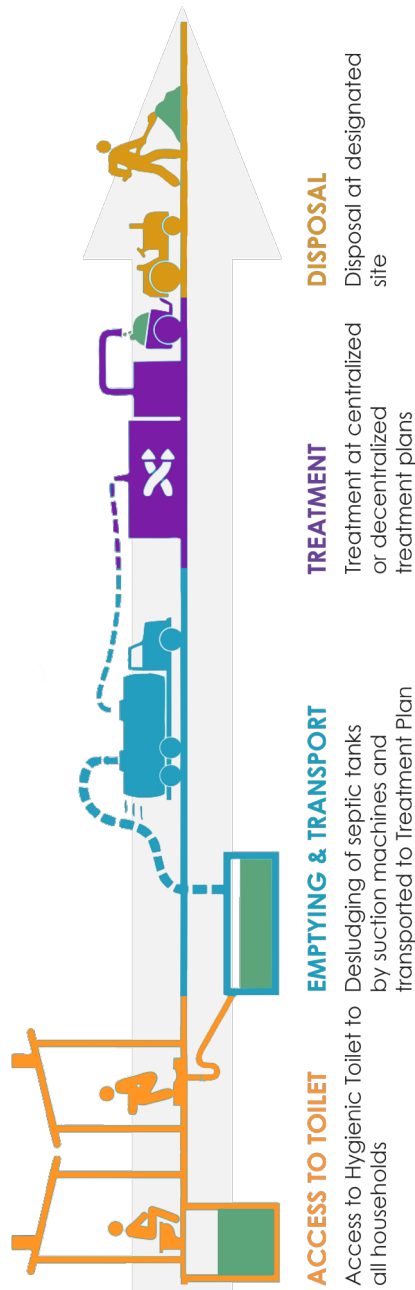 ACCESS TO TOILET
Access to Hygienic Toilet to
all households
EMPTYING & TRANSPORT
Desludging of septic tanks
by suction machines and
transported to Treatment Plan
TREATMENT
Treatment at centralized
or decentralized
treatment plans
DISPOSAL
Disposal at designated
site